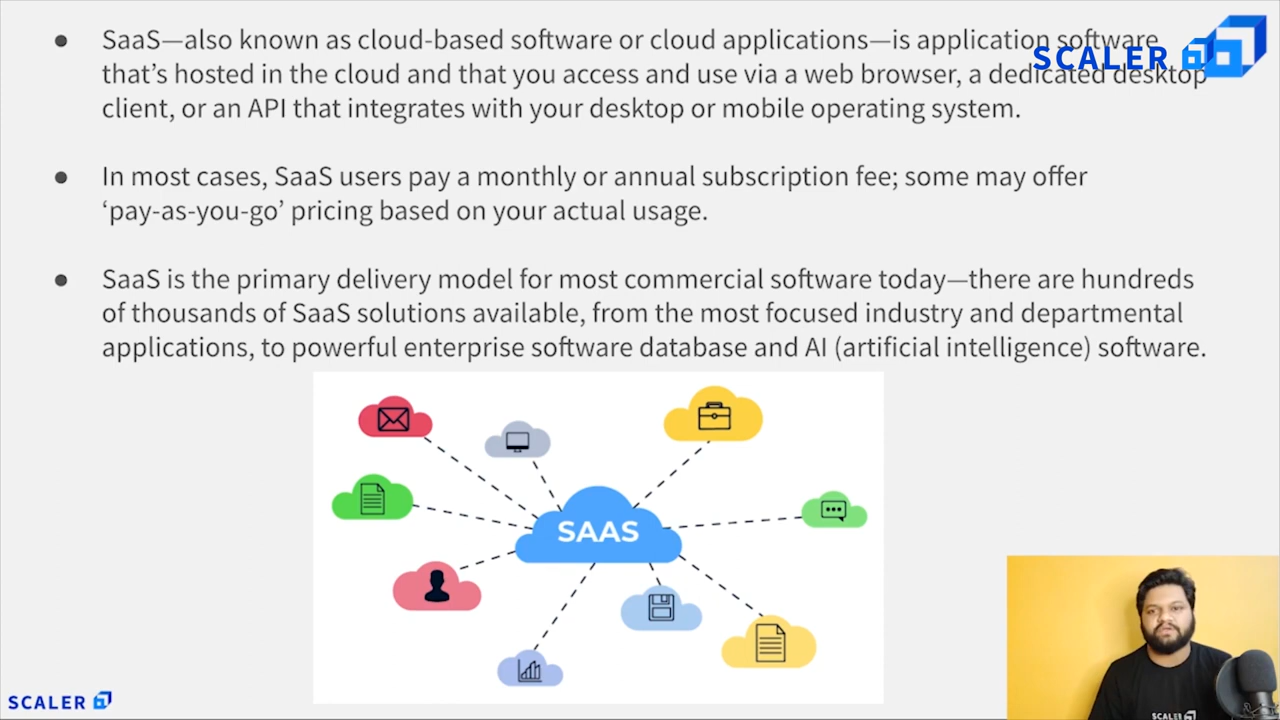 SaaS—also known as cloud-based software or cloud applications—is application software
that’s hosted in the cloud and that you access and use via a web browser, a dedicated desktop
client, or an API that integrates with your desktop or mobile operating system.
SCALER
In most cases, SaaS users pay a monthly or annual subscription fee; some may offer
‘pay-as-you-go’ pricing based on your actual usage.
SaaS is the primary delivery model for most commercial software today—there are hundreds
of thousands of SaaS solutions available, from the most focused industry and departmental
applications, to powerful enterprise software database and AI (artificial intelligence) software.
SAAS
SCALER
SCALER